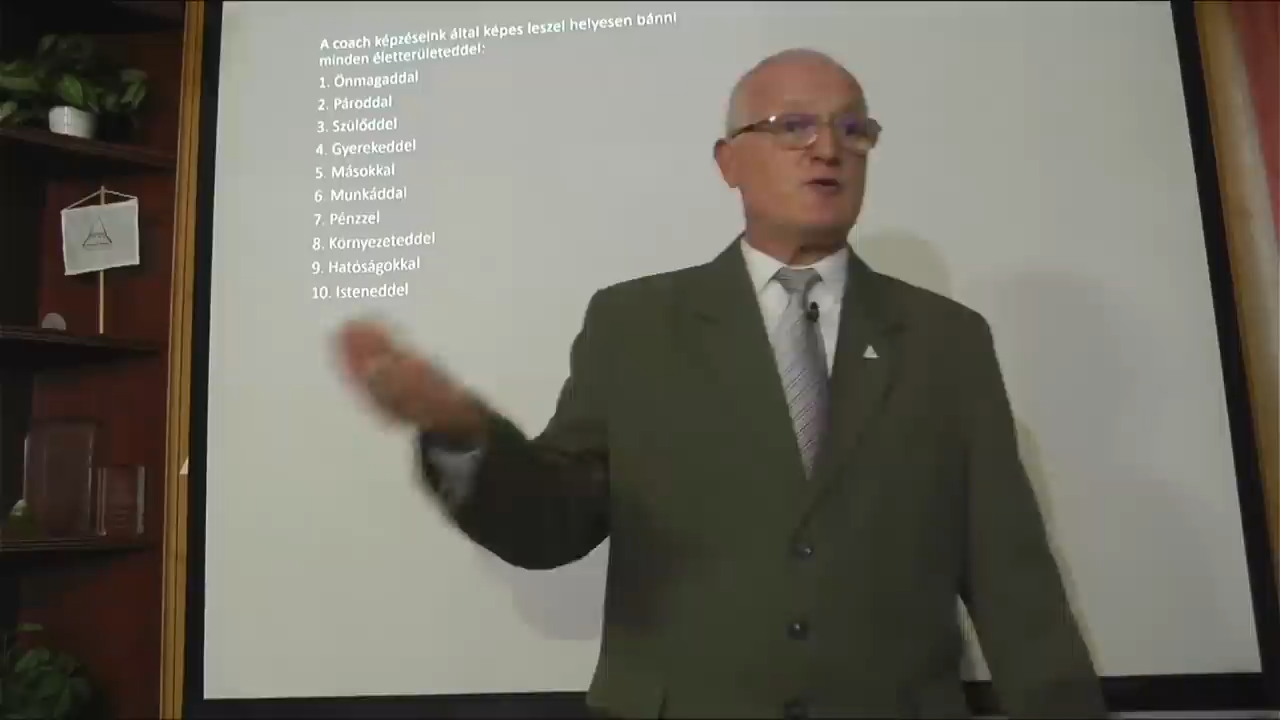 A coach képzéseink által képes leszel helyesen bánni
minden életterületeddel:
1. Önmagaddal
2. Pároddal
3. Szülőddel
4. Gyerekeddel
5. Másokkal
6. Munkáddal
7. Pénzzel
8. Környezeteddel
9. Hatóságokkal
10. Isteneddel